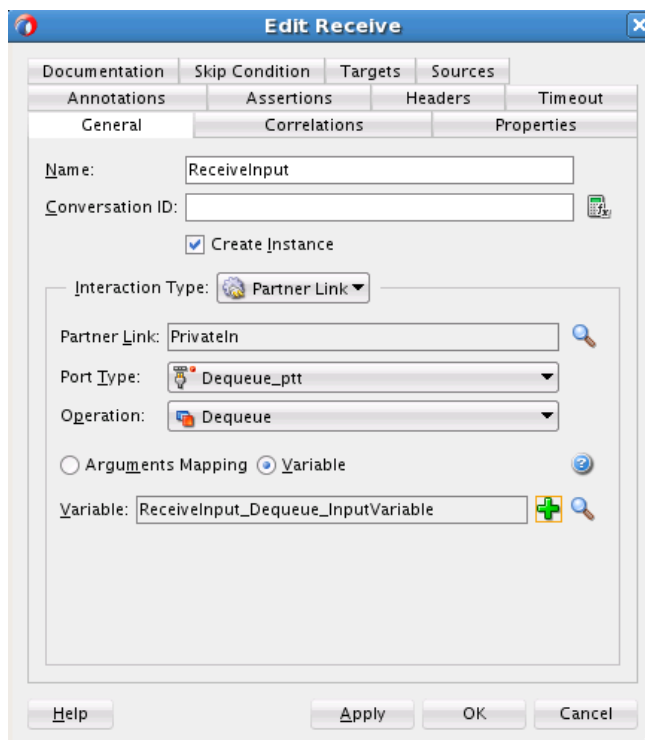 Edit Receive
Documentation Skip Condition Targets Sources
Annotations Assertions Headers Timeout
General Correlations Properties
Name: ReceiveInput
Conversation ID:
Create Instance
Interaction Type: Partner Link
Partner Link: PrivateIn
Port Type: Dequeue_ptt
Operation: Dequeue
Arguments Mapping Variable
Variable: ReceiveInput_Dequeue_InputVariable
Help Apply OK Cancel